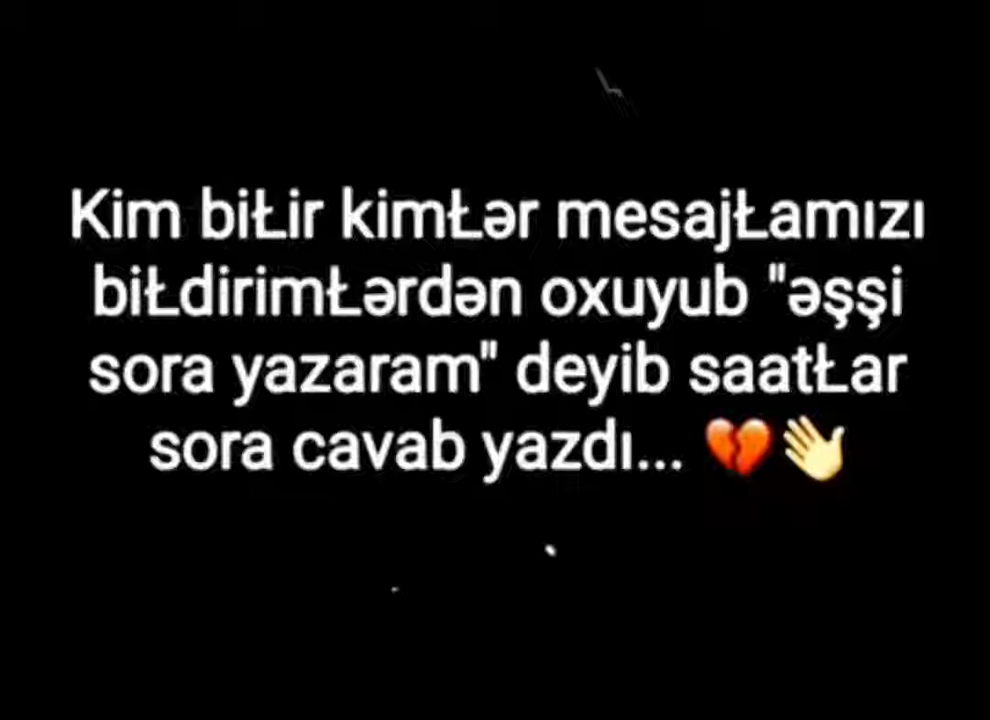 Kim biŁir kimŁər mesajŁamızı
biŁdirimŁərdən oxuyub "əşşi
sora yazaram" deyib saatŁar
sora cavab yazdı... 💔👋